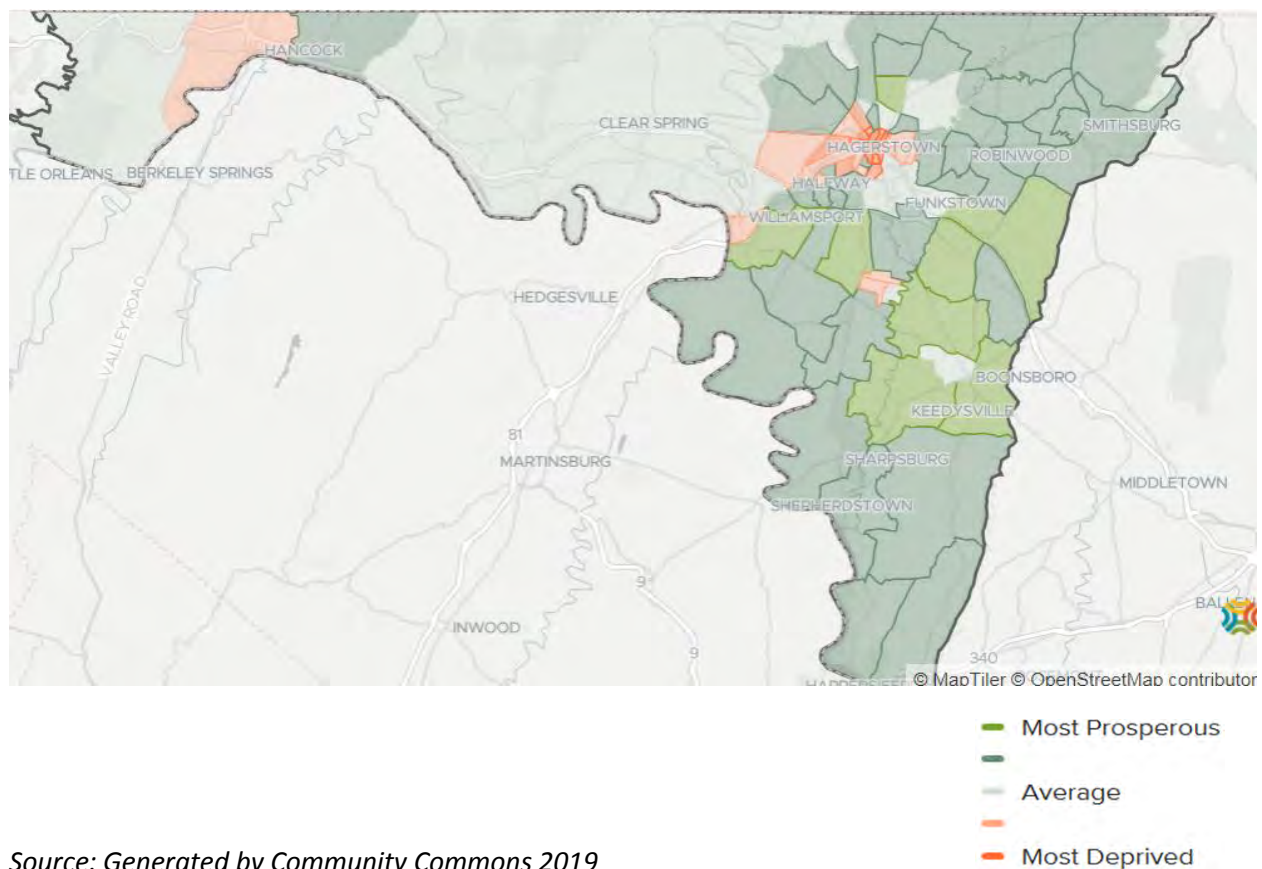 HANCOCK
CLEAR SPRING
SMITHSBURG
HAGERSTOWN
ROBINWOOD
TLE ORLEANS
BERKELEY SPRINGS
HALFWAY
FUNKSTOWN
WILLIAMSPORT
VALLEY ROAD
HEDGESVILLE
BOONSBORO
KEEDYSVILLE
81
MARTINSBURG
SHARPSBURG
MIDDLETOWN
SHEPHERDSTOWN
9
BALLEN
INWOOD
9
340
© MapTiler © OpenStreetMap contributor
Most Prosperous
Average
Most Deprived
Source: Generated by Community Commons 2019